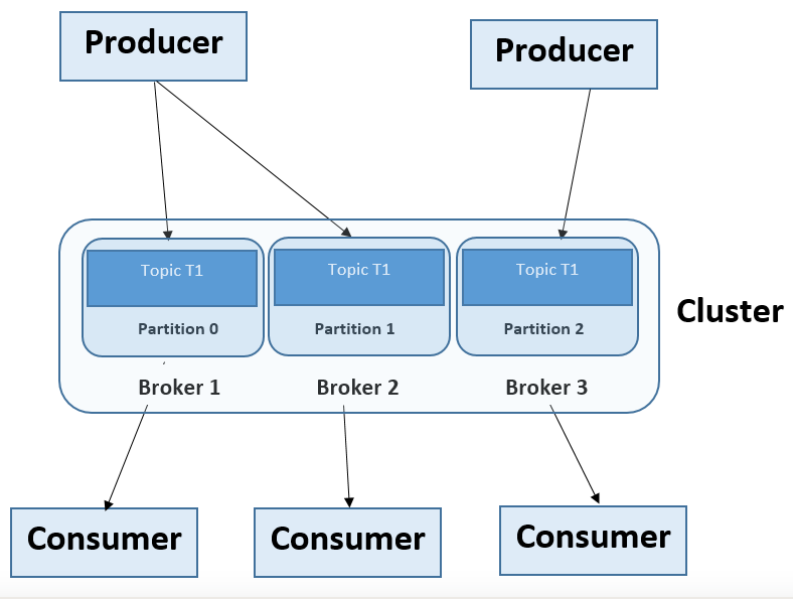 Producer
Producer
Topic T1
Topic T1
Topic T1
Partition 0
Partition 1
Partition 2
Cluster
Broker 1
Broker 2
Broker 3
Consumer
Consumer
Consumer